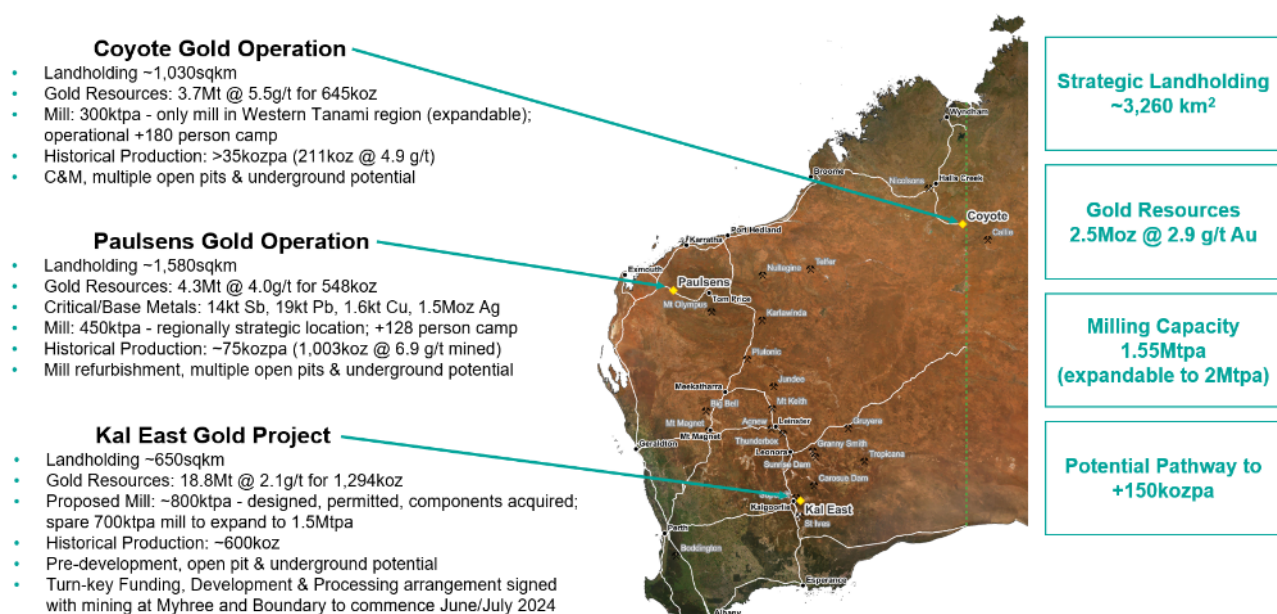 Coyote Gold Operation
• Landholding ~1,030sqkm
• Gold Resources: 3.7Mt @ 5.5g/t for 645koz
• Mill: 300ktpa - only mill in Western Tanami region (expandable);
operational +180 person camp
• Historical Production: >35kozpa (211koz @ 4.9 g/t)
• C&M, multiple open pits & underground potential
Paulsens Gold Operation
• Landholding ~1,580sqkm
• Gold Resources: 4.3Mt @ 4.0g/t for 548koz
• Critical/Base Metals: 14kt Sb, 19kt Pb, 1.6kt Cu, 1.5Moz Ag
• Mill: 450ktpa - regionally strategic location; +128 person camp
• Historical Production: ~75kozpa (1,003koz @ 6.9 g/t mined)
• Mill refurbishment, multiple open pits & underground potential
Kal East Gold Project
• Landholding ~650sqkm
• Gold Resources: 18.8Mt @ 2.1g/t for 1,294koz
• Proposed Mill: ~800ktpa - designed, permitted, components acquired;
spare 700ktpa mill to expand to 1.5Mtpa
• Historical Production: ~600koz
• Pre-development, open pit & underground potential
• Turn-key Funding, Development & Processing arrangement signed
with mining at Myhree and Boundary to commence June/July 2024
Wyndham
Broome
Nicolsons
Halls Creek
Coyote
Callie
Port Hedland
Karratha
Exmouth
Paulsens
Nullagine
Telfer
Tom Price
Mt Olympus
Karlawinda
Plutonic
Meekatharra
Jundee
Big Bell
Mt Keith
Mt Magnet
Agnew
Leinster
Gruyere
Mt Magnet
Geraldton
Thunderbox
Leonora
Granny Smith
Sunrise Dam
Tropicana
Carosue Dam
Kalgoorlie
Kal East
St Ives
Perth
Boddington
Esperance
Albany
Strategic Landholding
~3,260 km²
Gold Resources
2.5Moz @ 2.9 g/t Au
Milling Capacity
1.55Mtpa
(expandable to 2Mtpa)
Potential Pathway to
+150kozpa